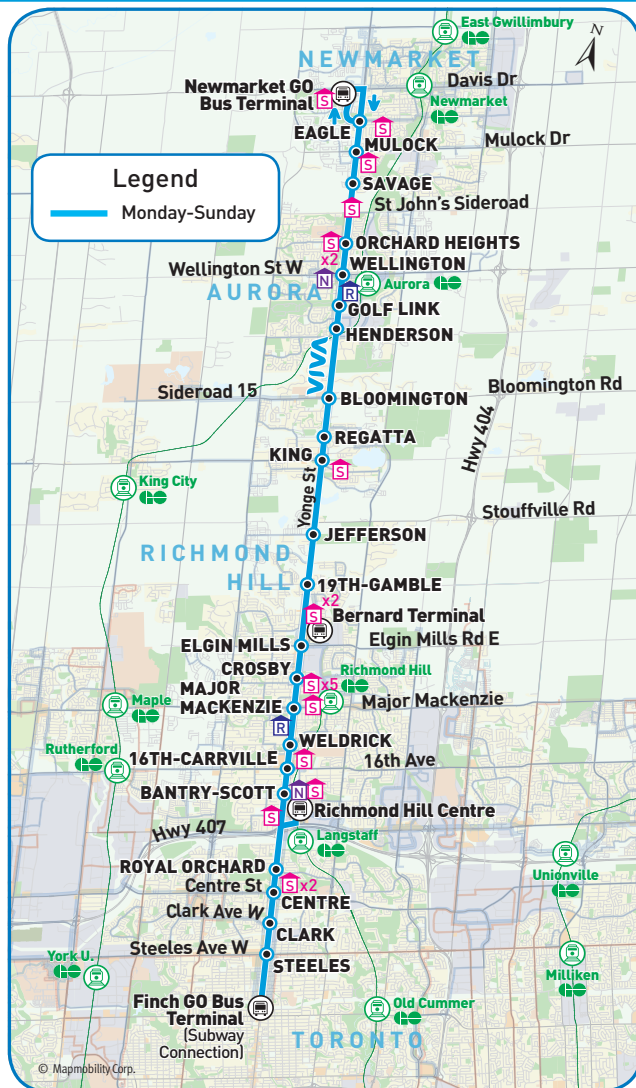 East Gwillimbury
N
NEWMARKET
Newmarket GO
Bus Terminal
S
Davis Dr
Newmarket
EAGLE
S
MULOCK
Mulock Dr
S
SAVAGE
Legend
Monday-Sunday
St John's Sideroad
S
S
ORCHARD HEIGHTS
x2
WELLINGTON
Wellington St W
N
Aurora
AURORA
R
GOLF LINK
HENDERSON
VIVA
Sideroad 15
Bloomington Rd
BLOOMINGTON
Hwy 404
REGATTA
KING
S
King City
Yonge St
Stouffville Rd
JEFFERSON
RICHMOND
HILL
19TH-GAMBLE
x2
S
Bernard Terminal
ELGIN MILLS
Elgin Mills Rd E
CROSBY
Richmond Hill
S x5
MAJOR
MACKENZIE
S
Major Mackenzie
Maple
R
WELDRICK
Rutherford
16TH-CARRVILLE
S
16th Ave
BANTRY-SCOTT
N
S
Richmond Hill Centre
S
Hwy 407
Langstaff
ROYAL ORCHARD
Unionville
Centre St
S x2
CENTRE
Clark Ave W
CLARK
Steeles Ave W
STEELES
York U.
Milliken
Finch GO Bus
Terminal
(Subway
Connection)
Old Cummer
TORONTO
© Mapmobility Corp.